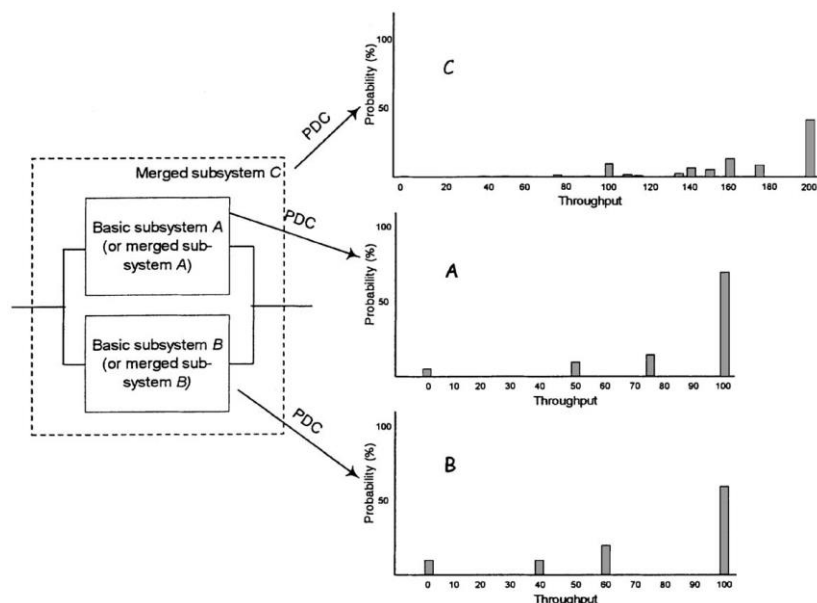 100
Probability (%)
50
C
0
20
40
60
80
100
120
140
160
180
200
Throughput
PDC
Merged subsystem C
Basic subsystem A
(or merged sub-
system A)
PDC
100
Probability (%)
50
A
0
10
20
30
40
50
60
70
80
90
100
Throughput
Basic subsystem B
(or merged sub-
system B)
PDC
100
Probability (%)
50
B
0
10
20
30
40
50
60
70
80
90
100
Throughput